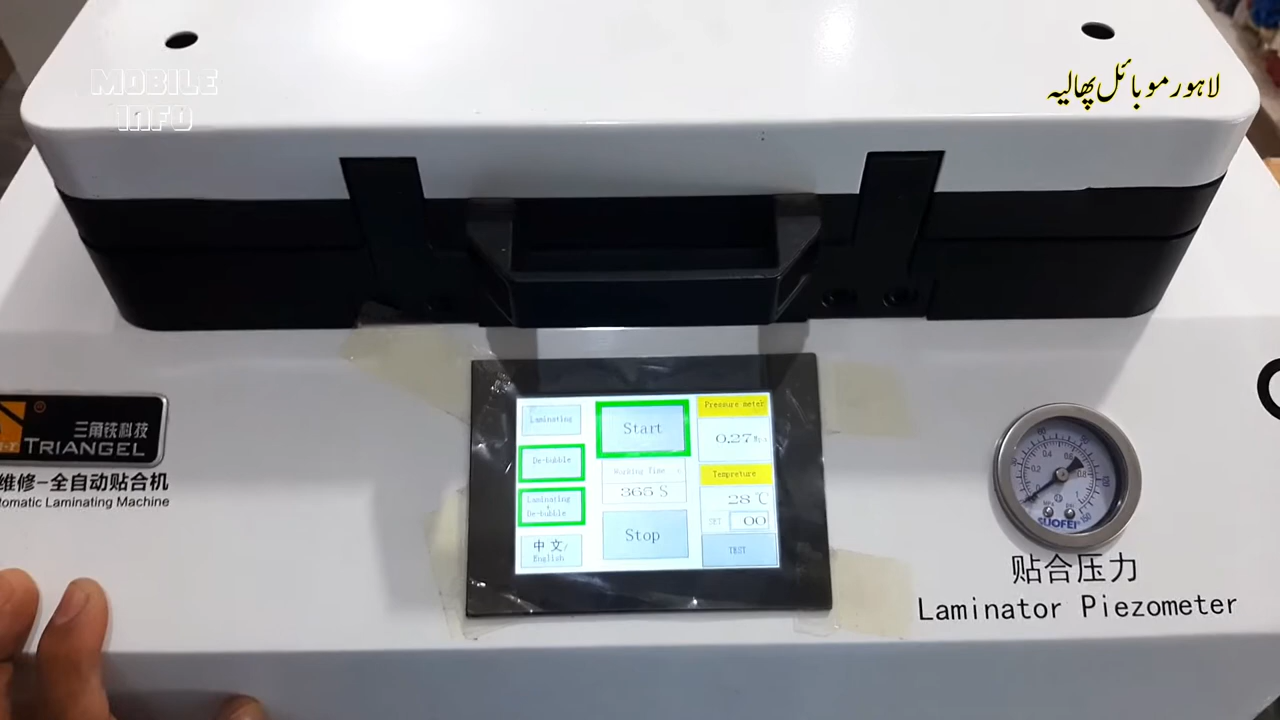 MOBILE
INFO
لاہور موبائل پھالیہ
三角铁科技
TRIANGEL
维修-全自动贴合机
tomatic Laminating Machine
Laminating
De-bubble
Laminating
De-bubble
中文/
English
Start
Working Time
365 S
Stop
Pressure meter
0.27
Tempreture
28 ℃
SET 00
TEST
SUOFEI
贴合压力
Laminator Piezometer